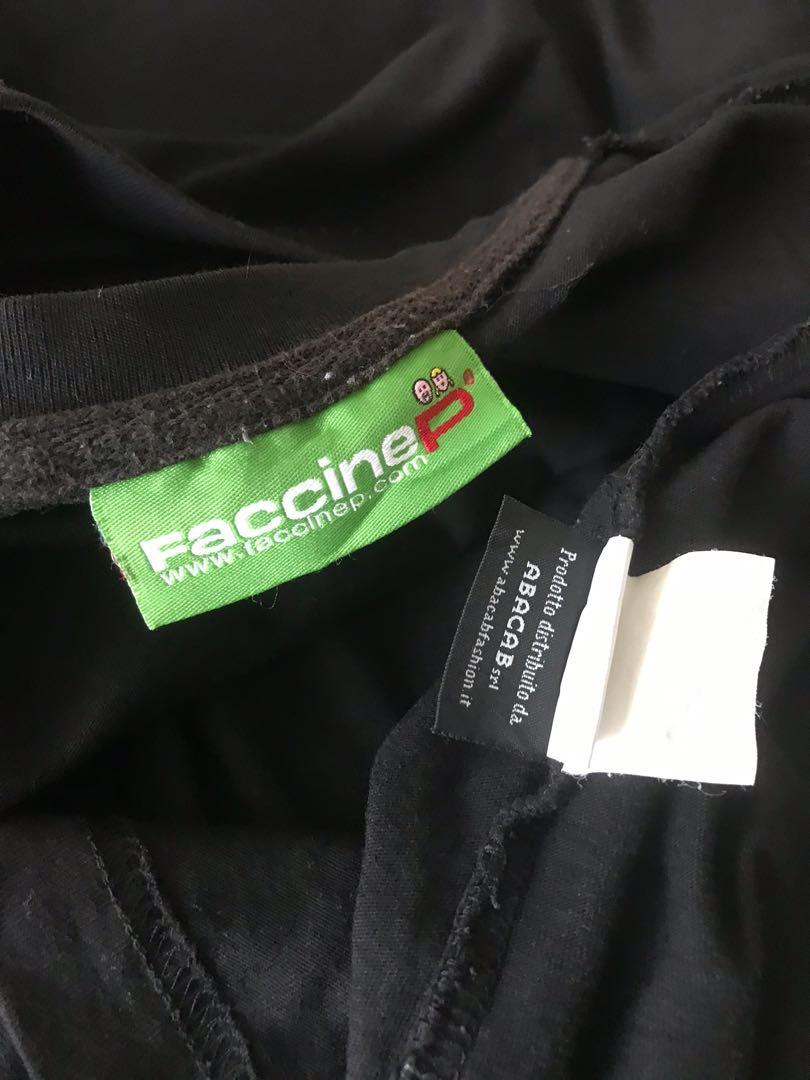 FaccineP
www.faccinep.com
Prodotto distribuito da
ABACAB srl
www.abacabfashion.it